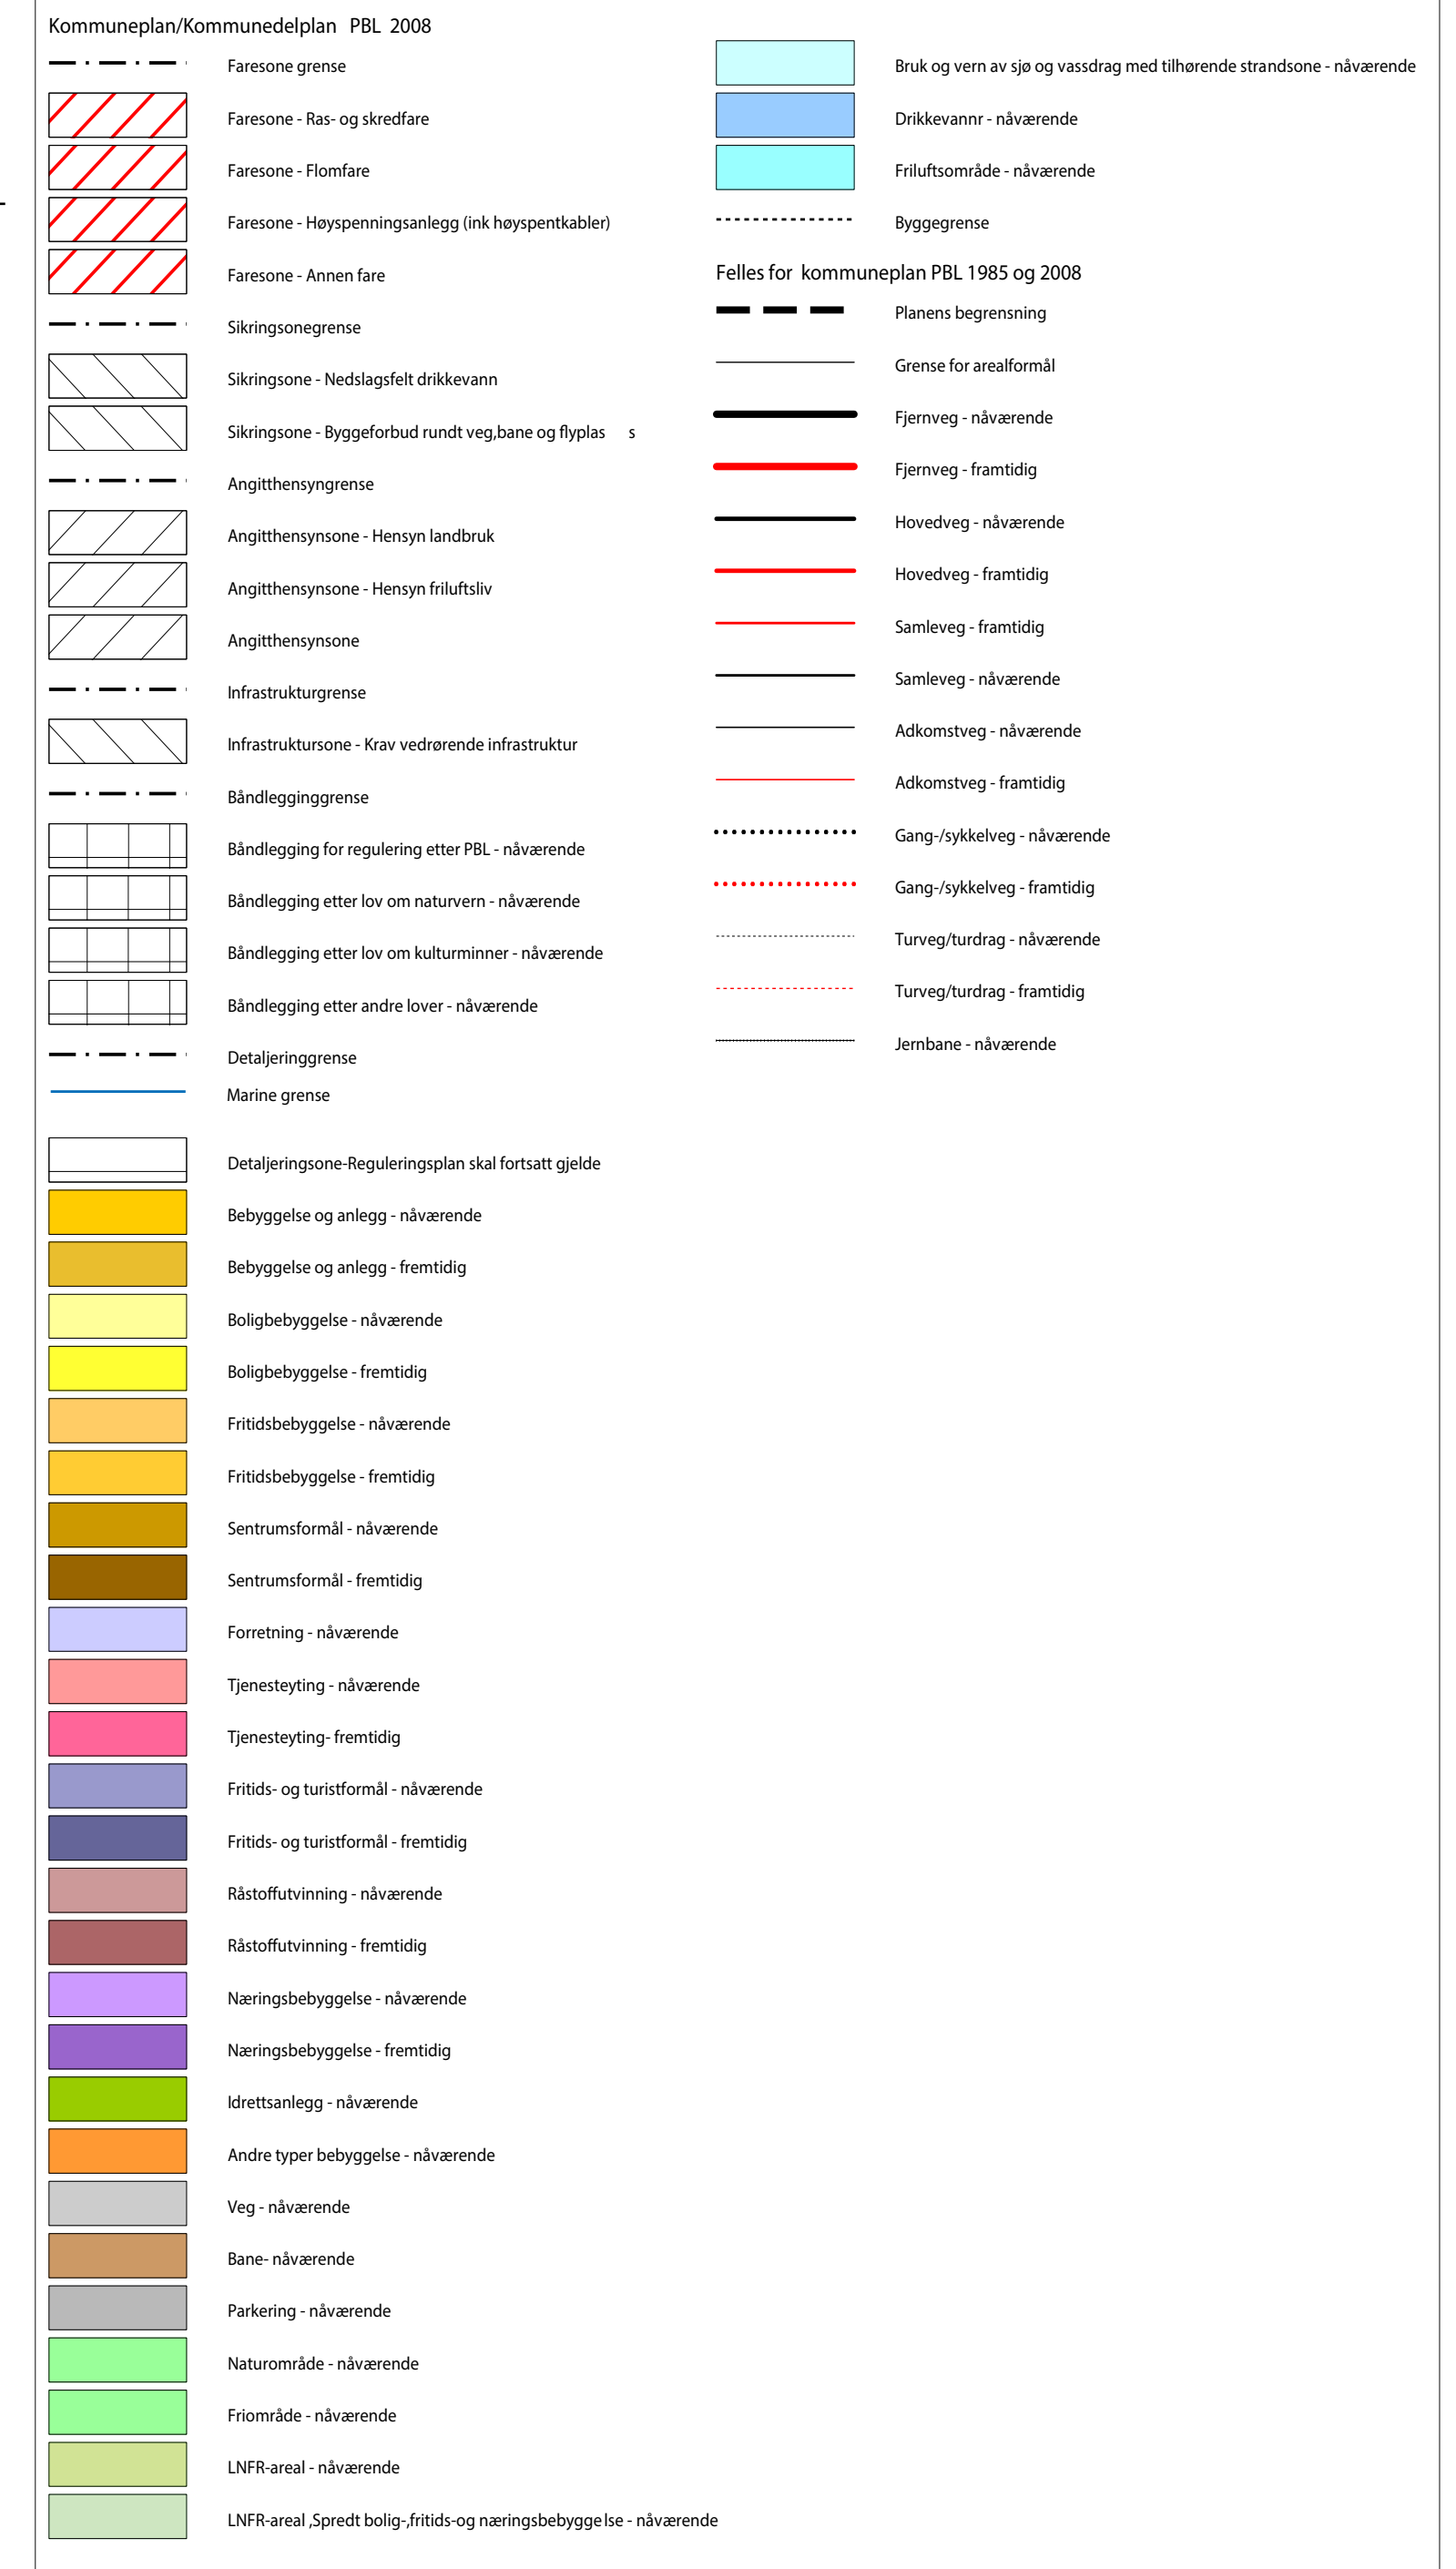 Kommuneplan/Kommunedelplan PBL 2008
Faresone grense
Faresone - Ras- og skredfare
Faresone - Flomfare
Faresone - Høyspenningsanlegg (ink høyspentkabler)
Faresone - Annen fare
Sikringsonegrense
Sikringsone - Nedslagsfelt drikkevann
Sikringsone - Byggeforbud rundt veg,bane og flyplas s
Angitthensyngrense
Angitthensynsone - Hensyn landbruk
Angitthensynsone - Hensyn friluftsliv
Angitthensynsone
Infrastrukturgrense
Infrastruktursone - Krav vedrørende infrastruktur
Båndlegginggrense
Båndlegging for regulering etter PBL - nåværende
Båndlegging etter lov om naturvern - nåværende
Båndlegging etter lov om kulturminner - nåværende
Båndlegging etter andre lover - nåværende
Detaljeringgrense
Marine grense
Detaljeringsone-Reguleringsplan skal fortsatt gjelde
Bebyggelse og anlegg - nåværende
Bebyggelse og anlegg - fremtidig
Boligbebyggelse - nåværende
Boligbebyggelse - fremtidig
Fritidsbebyggelse - nåværende
Fritidsbebyggelse - fremtidig
Sentrumsformål - nåværende
Sentrumsformål - fremtidig
Forretning - nåværende
Tjenesteyting - nåværende
Tjenesteyting- fremtidig
Fritids- og turistformål - nåværende
Fritids- og turistformål - fremtidig
Råstoffutvinning - nåværende
Råstoffutvinning - fremtidig
Næringsbebyggelse - nåværende
Næringsbebyggelse - fremtidig
Idrettsanlegg - nåværende
Andre typer bebyggelse - nåværende
Veg - nåværende
Bane- nåværende
Parkering - nåværende
Naturområde - nåværende
Friområde - nåværende
LNFR-areal - nåværende
LNFR-areal ,Spredt bolig-,fritids-og næringsbebyggelse - nåværende
Bruk og vern av sjø og vassdrag med tilhørende strandsone - nåværende
Drikkevannr - nåværende
Friluftsområde - nåværende
Byggegrense
Felles for kommuneplan PBL 1985 og 2008
Planens begrensning
Grense for arealformål
Fjernveg - nåværende
Fjernveg - framtidig
Hovedveg - nåværende
Hovedveg - framtidig
Samleveg - framtidig
Samleveg - nåværende
Adkomstveg - nåværende
Adkomstveg - framtidig
Gang-/sykkelveg - nåværende
Gang-/sykkelveg - framtidig
Turveg/turdrag - nåværende
Turveg/turdrag - framtidig
Jernbane - nåværende